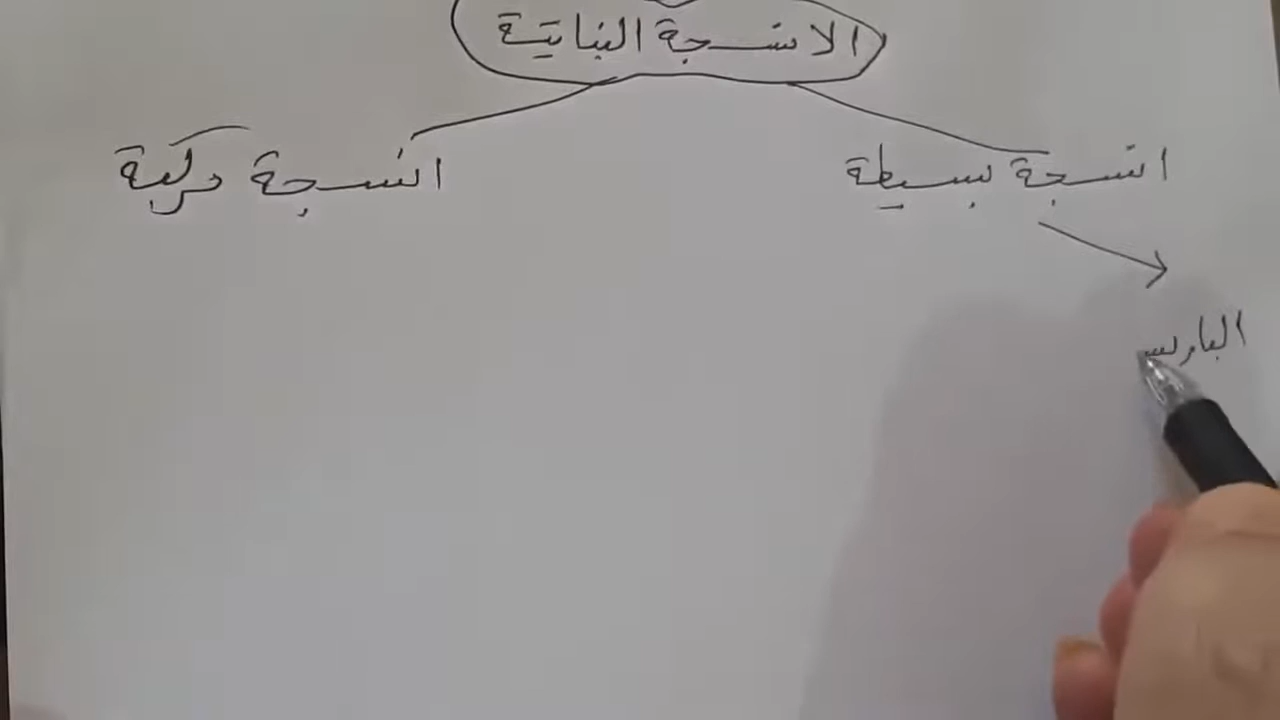 الانسجة النباتية
انسجة بسيطة
انسجة مركبة